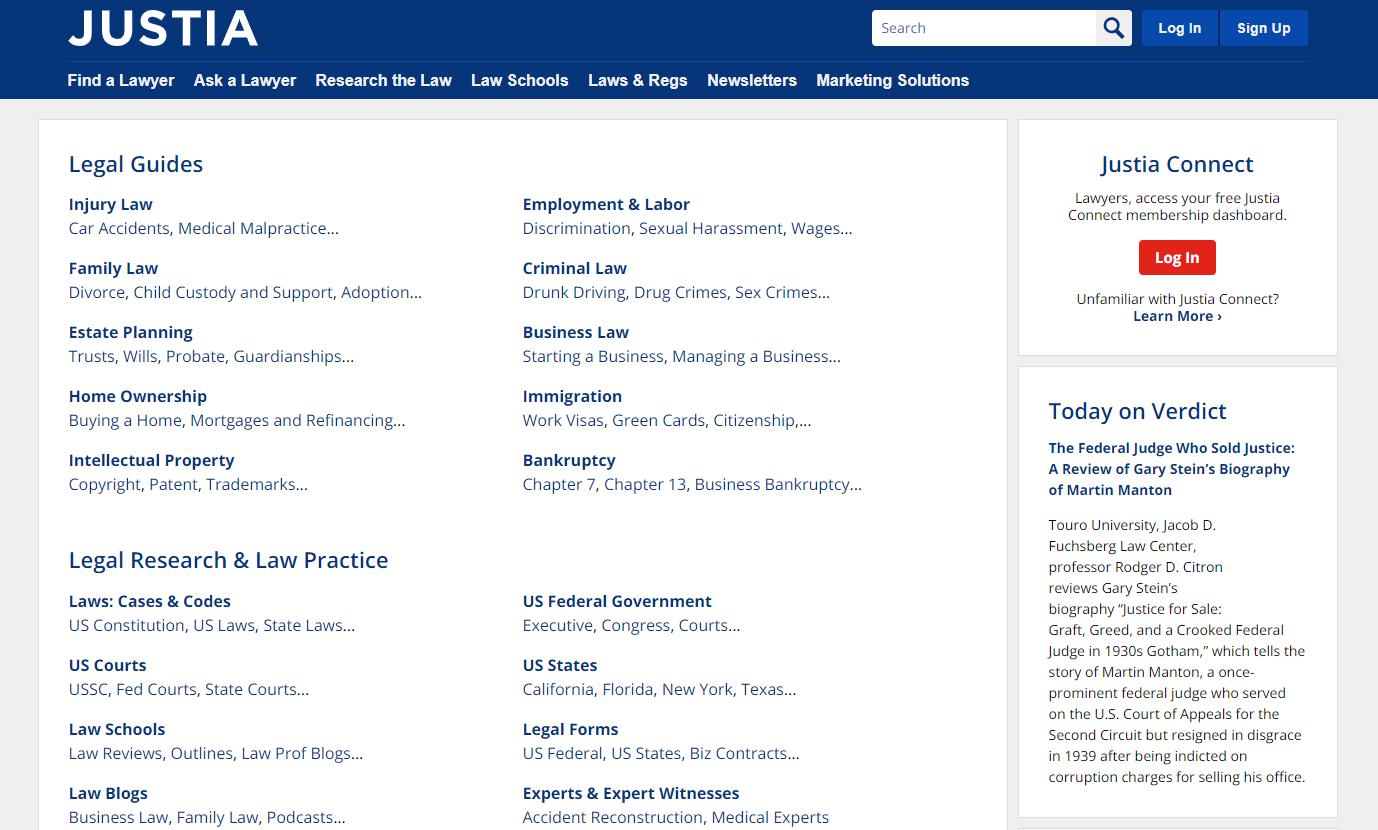 JUSTIA
Search
Log In
Sign Up
Find a Lawyer
Ask a Lawyer
Research the Law
Law Schools
Laws & Regs
Newsletters
Marketing Solutions
Legal Guides
Injury Law
Car Accidents, Medical Malpractice...
Employment & Labor
Discrimination, Sexual Harassment, Wages...
Family Law
Divorce, Child Custody and Support, Adoption...
Criminal Law
Drunk Driving, Drug Crimes, Sex Crimes...
Estate Planning
Trusts, Wills, Probate, Guardianships...
Business Law
Starting a Business, Managing a Business...
Home Ownership
Buying a Home, Mortgages and Refinancing...
Immigration
Work Visas, Green Cards, Citizenship,...
Intellectual Property
Copyright, Patent, Trademarks...
Bankruptcy
Chapter 7, Chapter 13, Business Bankruptcy...
Legal Research & Law Practice
Laws: Cases & Codes
US Constitution, US Laws, State Laws...
US Federal Government
Executive, Congress, Courts...
US Courts
USSC, Fed Courts, State Courts...
US States
California, Florida, New York, Texas...
Law Schools
Law Reviews, Outlines, Law Prof Blogs...
Legal Forms
US Federal, US States, Biz Contracts...
Law Blogs
Business Law, Family Law, Podcasts...
Experts & Expert Witnesses
Accident Reconstruction, Medical Experts
Justia Connect
Lawyers, access your free Justia
Connect membership dashboard.
Log In
Unfamiliar with Justia Connect?
Learn More ›
Today on Verdict
The Federal Judge Who Sold Justice:
A Review of Gary Stein’s Biography
of Martin Manton
Touro University, Jacob D.
Fuchsberg Law Center,
professor Rodger D. Citron
reviews Gary Stein’s
biography “Justice for Sale:
Graft, Greed, and a Crooked Federal
Judge in 1930s Gotham,” which tells the
story of Martin Manton, a once-
prominent federal judge who served
on the U.S. Court of Appeals for the
Second Circuit but resigned in disgrace
in 1939 after being indicted on
corruption charges for selling his office.